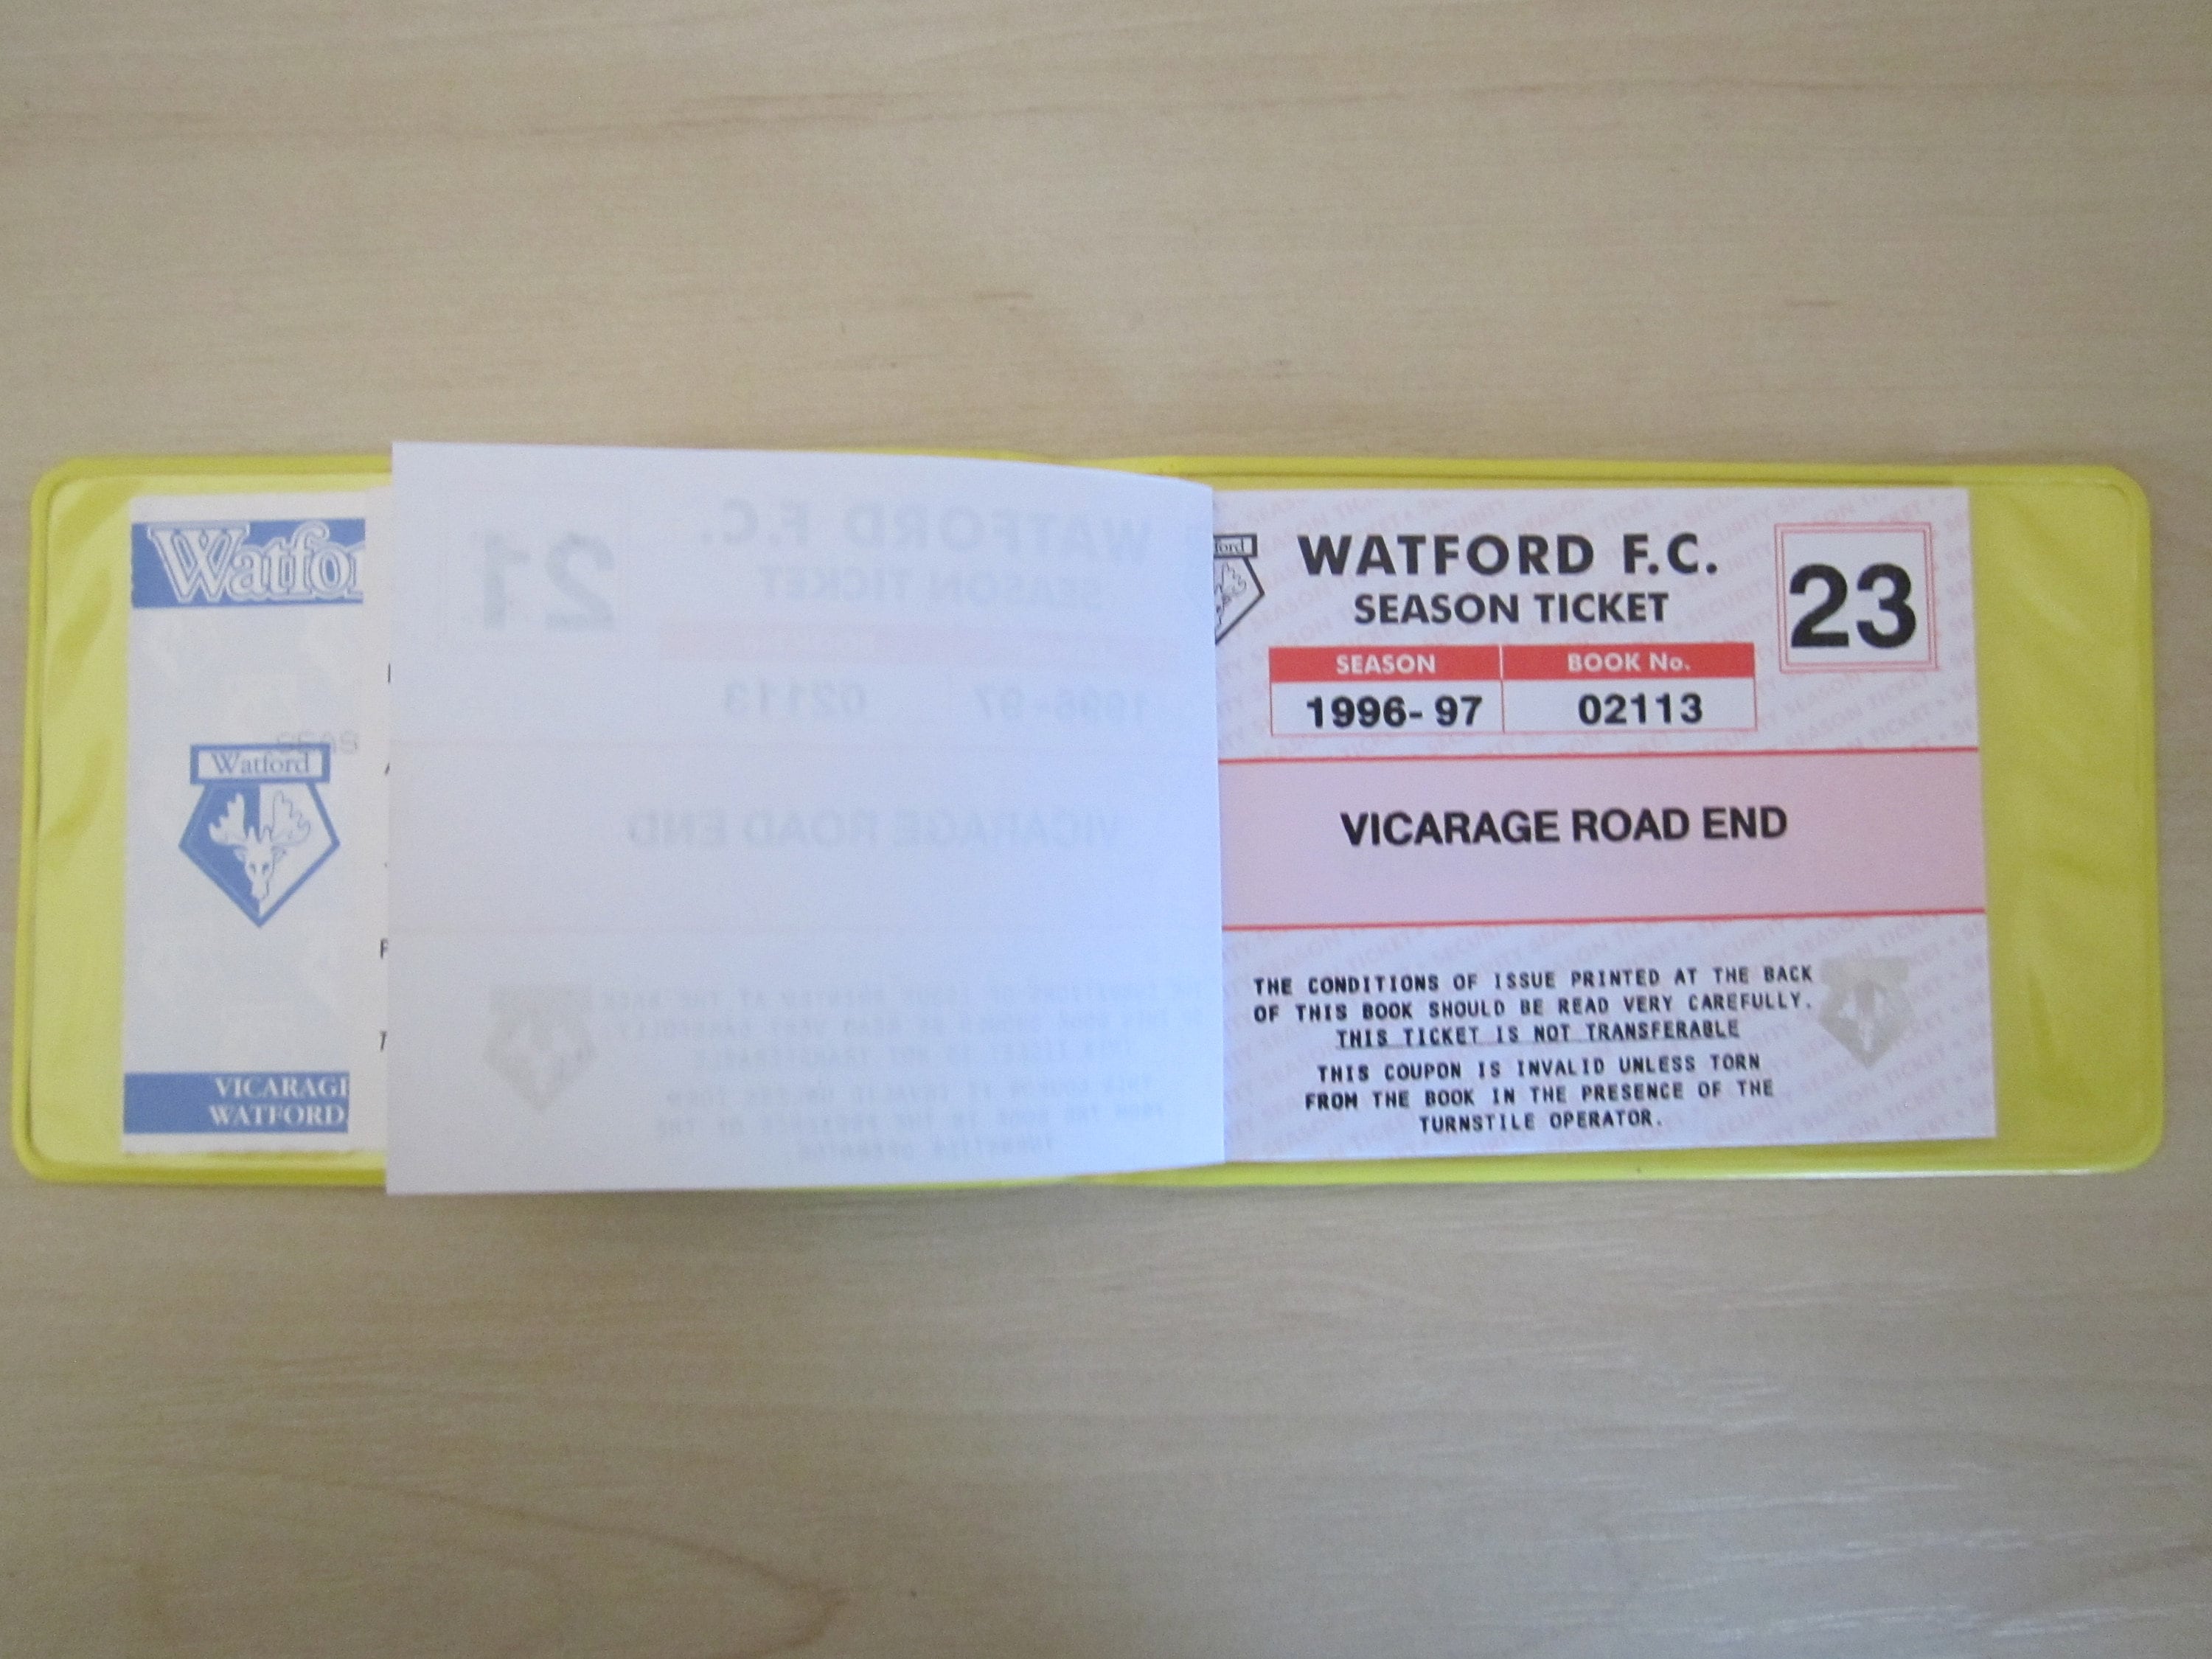 Watfo
Watford
VICARAGE
WATFORD
21
WATFORD F.C.
SEASON TICKET
1996-97
02113
VICARAGE ROAD END
WATFORD F.C.
SEASON TICKET
23
SEASON
BOOK No.
1996-97
02113
VICARAGE ROAD END
THE CONDITIONS OF ISSUE PRINTED AT THE BACK
OF THIS BOOK SHOULD BE READ VERY CAREFULLY.
THIS TICKET IS NOT TRANSFERABLE
THIS COUPON IS INVALID UNLESS TORN
FROM THE BOOK IN THE PRESENCE OF THE
TURNSTILE OPERATOR.